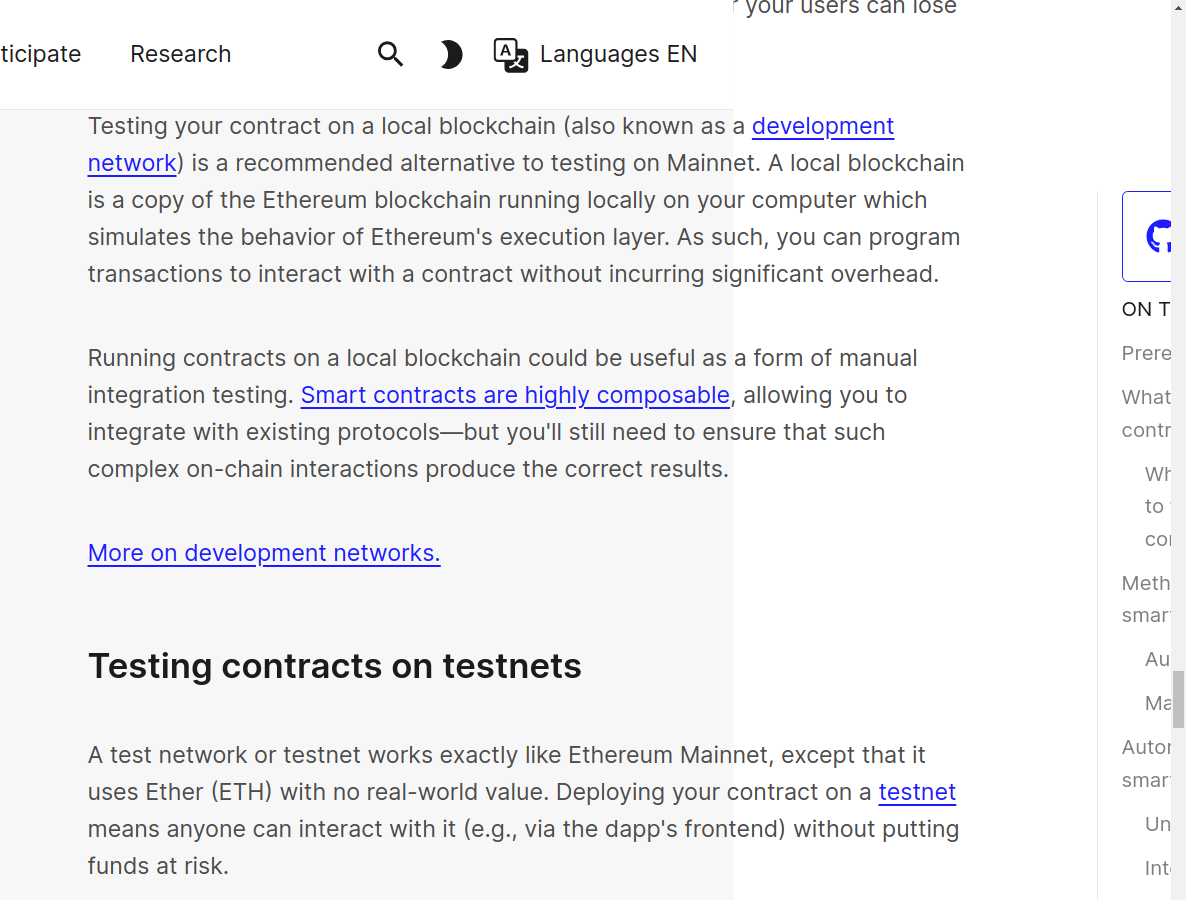 your users can lose
ticipate Research Languages EN
Testing your contract on a local blockchain (also known as a development
network) is a recommended alternative to testing on Mainnet. A local blockchain
is a copy of the Ethereum blockchain running locally on your computer which
simulates the behavior of Ethereum's execution layer. As such, you can program
transactions to interact with a contract without incurring significant overhead.
Running contracts on a local blockchain could be useful as a form of manual
integration testing. Smart contracts are highly composable, allowing you to
integrate with existing protocols—but you'll still need to ensure that such
complex on-chain interactions produce the correct results.
More on development networks.
Testing contracts on testnets
A test network or testnet works exactly like Ethereum Mainnet, except that it
uses Ether (ETH) with no real-world value. Deploying your contract on a testnet
means anyone can interact with it (e.g., via the dapp's frontend) without putting
funds at risk.
ON T
Prere
What
contr
Wh
to
cor
Meth
smar
Au
Ma
Autor
smar
Un
Inte